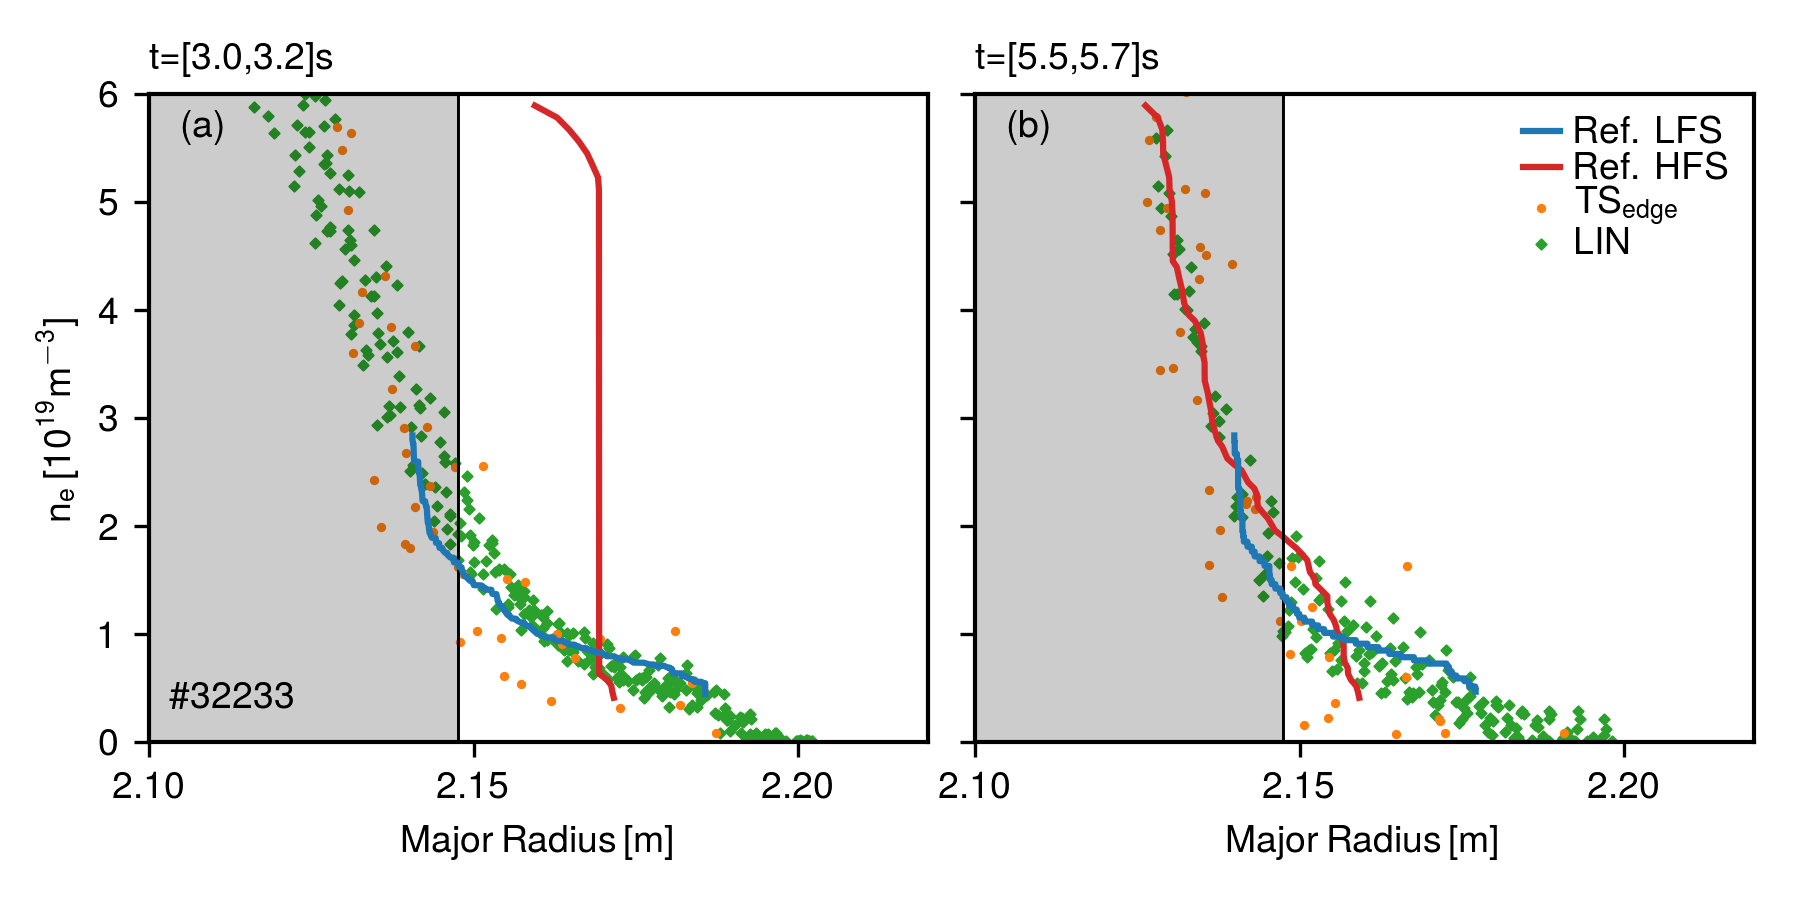 t=[3.0,3.2]s
t=[5.5,5.7]s
(a)
(b)
Ref. LFS
Ref. HFS
TS_edge
LIN
#32233
n_e [10^19 m^−3]
6
5
4
3
2
1
0
2.10
2.15
2.20
2.10
2.15
2.20
Major Radius [m]
Major Radius [m]